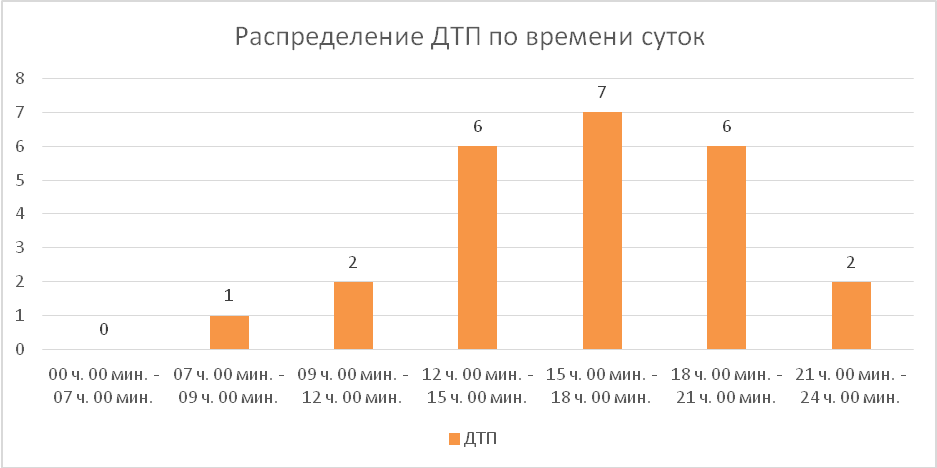 Распределение ДТП по времени суток
8
7
6
5
4
3
2
1
0
0
1
2
6
7
6
2
00 ч. 00 мин. -
07 ч. 00 мин.
07 ч. 00 мин. -
09 ч. 00 мин.
09 ч. 00 мин. -
12 ч. 00 мин.
12 ч. 00 мин. -
15 ч. 00 мин.
15 ч. 00 мин. -
18 ч. 00 мин.
18 ч. 00 мин. -
21 ч. 00 мин.
21 ч. 00 мин. -
24 ч. 00 мин.
ДТП